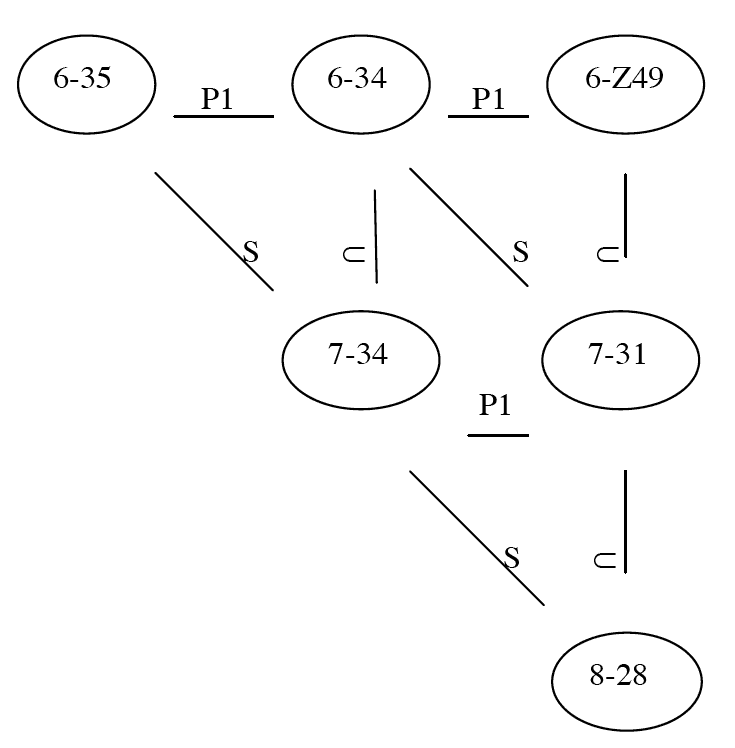 6-35 P1 6-34 P1 6-Z49
S ⊂ S ⊂
7-34 P1 7-31
S ⊂
8-28